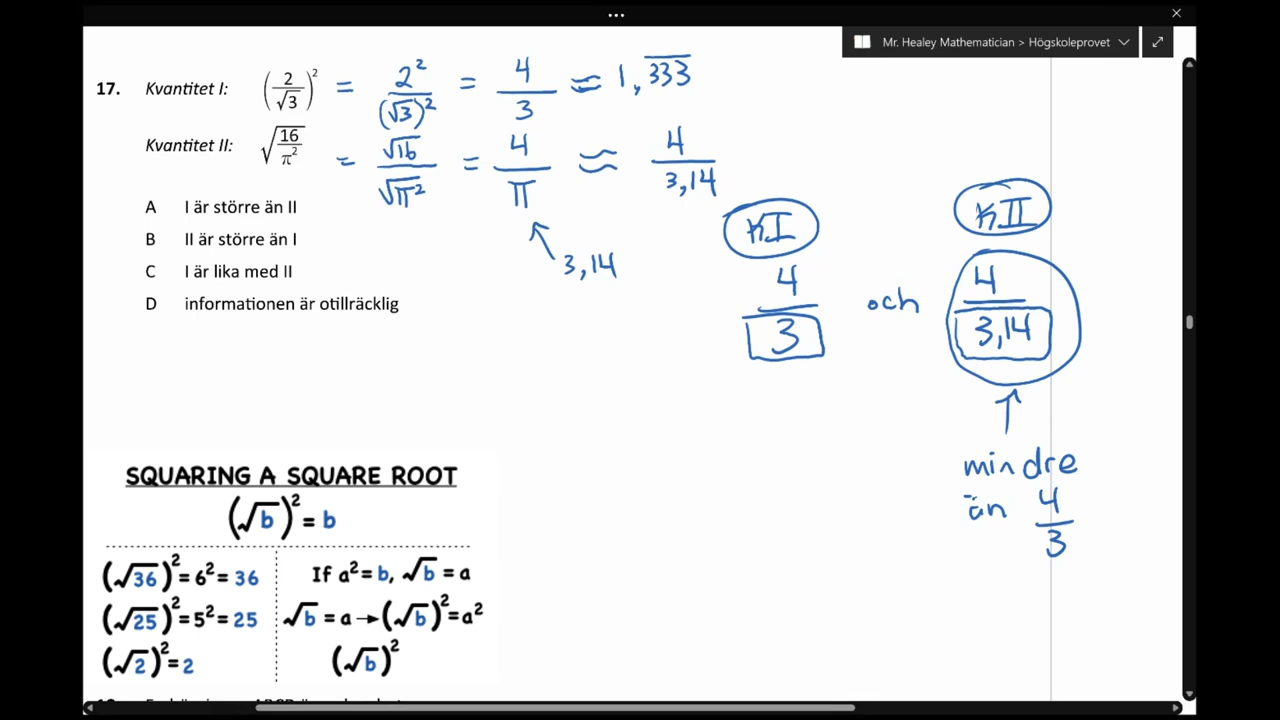 Mr. Healey Mathematician > Högskoleprovet
17. Kvantitet I: (2/√3)² = 2²/(√3)² = 4/3 ≈ 1,333
Kvantitet II: √(16/π²) = √16/√π² = 4/π ≈ 4/3,14
3,14
A I är större än II
B II är större än I
C I är lika med II
D informationen är otillräcklig
KI KII
4/3 och 4/3,14
mindre
än 4/3
SQUARING A SQUARE ROOT
(√b)² = b
(√36)² = 6² = 36
(√25)² = 5² = 25
(√2)² = 2
If a² = b, √b = a
√b = a → (√b)² = a²
(√b)²